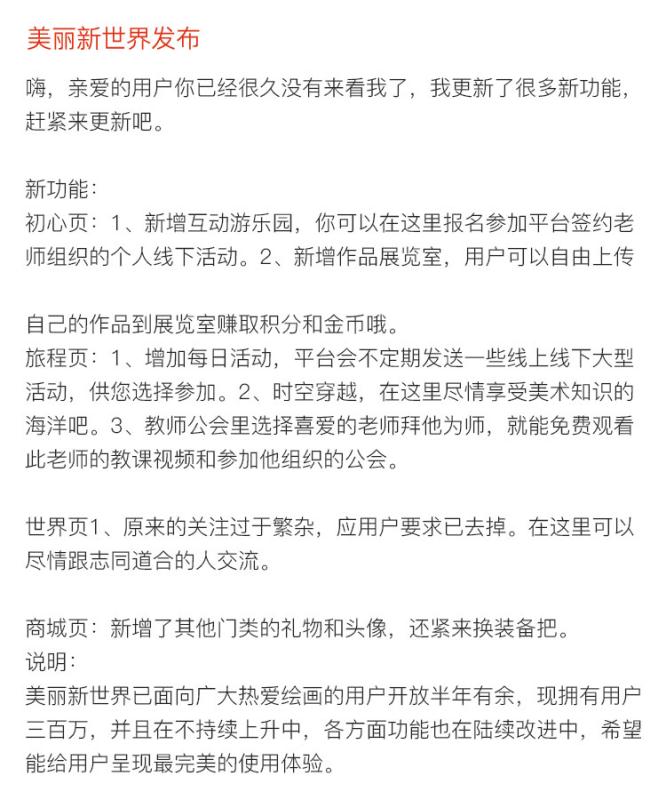 美丽新世界发布
嗨，亲爱的用户你已经很久没有来看我了，我更新了很多新功能，
赶紧来更新吧。
新功能：
初心页：1、新增互动游乐园，你可以在这里报名参加平台签约老
师组织的个人线下活动。2、新增作品展览室，用户可以自由上传
自己的作品到展览室赚取积分和金币哦。
旅程页：1、增加每日活动，平台会不定期发送一些线上线下大型
活动，供您选择参加。2、时空穿越，在这里尽情享受美术知识的
海洋吧。3、教师公会里选择喜爱的老师拜他为师，就能免费观看
此老师的教课视频和参加他组织的公会。
世界页1、原来的关注过于繁杂，应用户要求已去掉。在这里可以
尽情跟志同道合的人交流。
商城页：新增了其他门类的礼物和头像，还紧来换装备把。
说明：
美丽新世界已面向广大热爱绘画的用户开放半年有余，现拥有用户
三百万，并且在不持续上升中，各方面功能也在陆续改进中，希望
能给用户呈现最完美的使用体验。